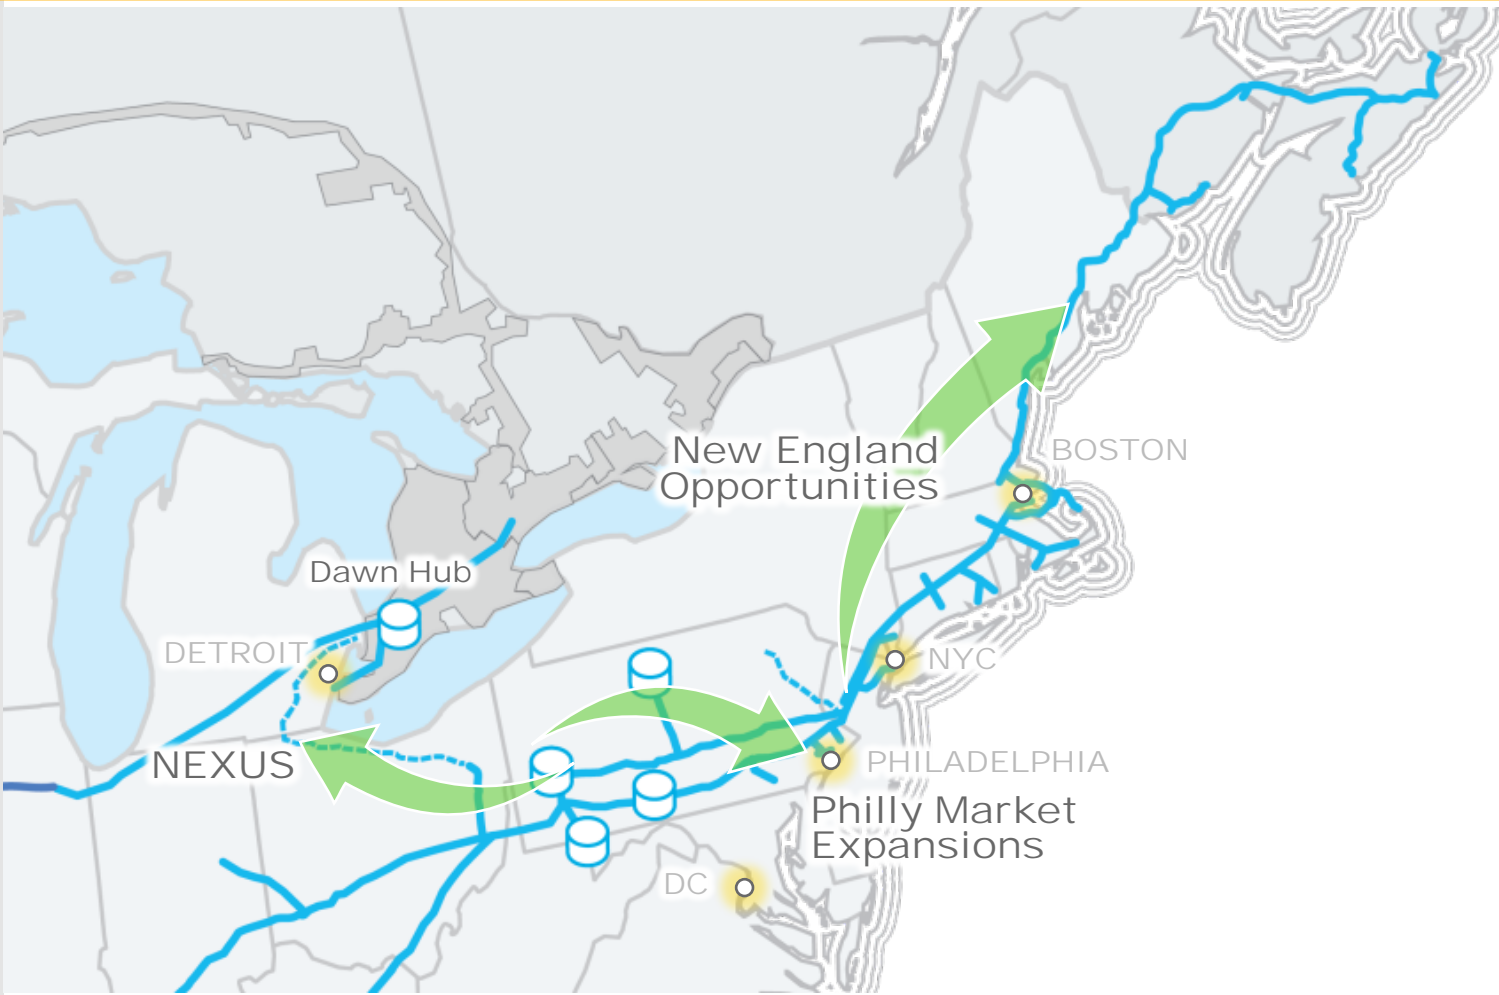 New England
Opportunities
BOSTON
Dawn Hub
DETROIT
NYC
NEXUS
PHILADELPHIA
Philly Market
Expansions
DC